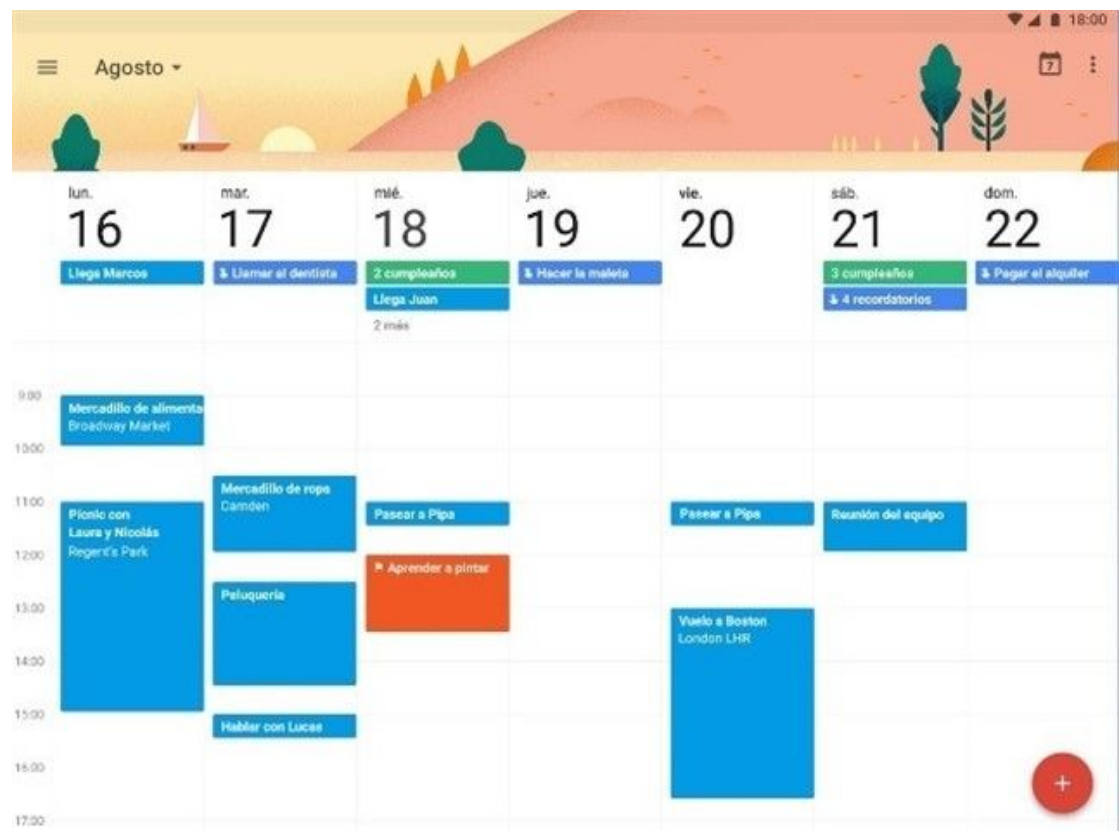 18:00
Agosto
7
lun.
16
mar.
17
mié.
18
jue.
19
vie.
20
sáb.
21
dom.
22
Llega Marcos
Llamar al dentista
2 cumpleaños
Hacer la maleta
3 cumpleaños
Pagar el alquiler
Llega Juan
4 recordatorios
2 más
9:00
10:00
11:00
12:00
13:00
14:00
15:00
16:00
17:00
Mercadillo de alimenta
Broadway Market
Pícnic con
Laura y Nicolás
Regent's Park
Mercadillo de ropa
Camden
Peluquería
Hablar con Lucas
Pasear a Pipa
Aprender a pintar
Pasear a Pipa
Vuelo a Boston
London LHR
Reunión del equipo
+